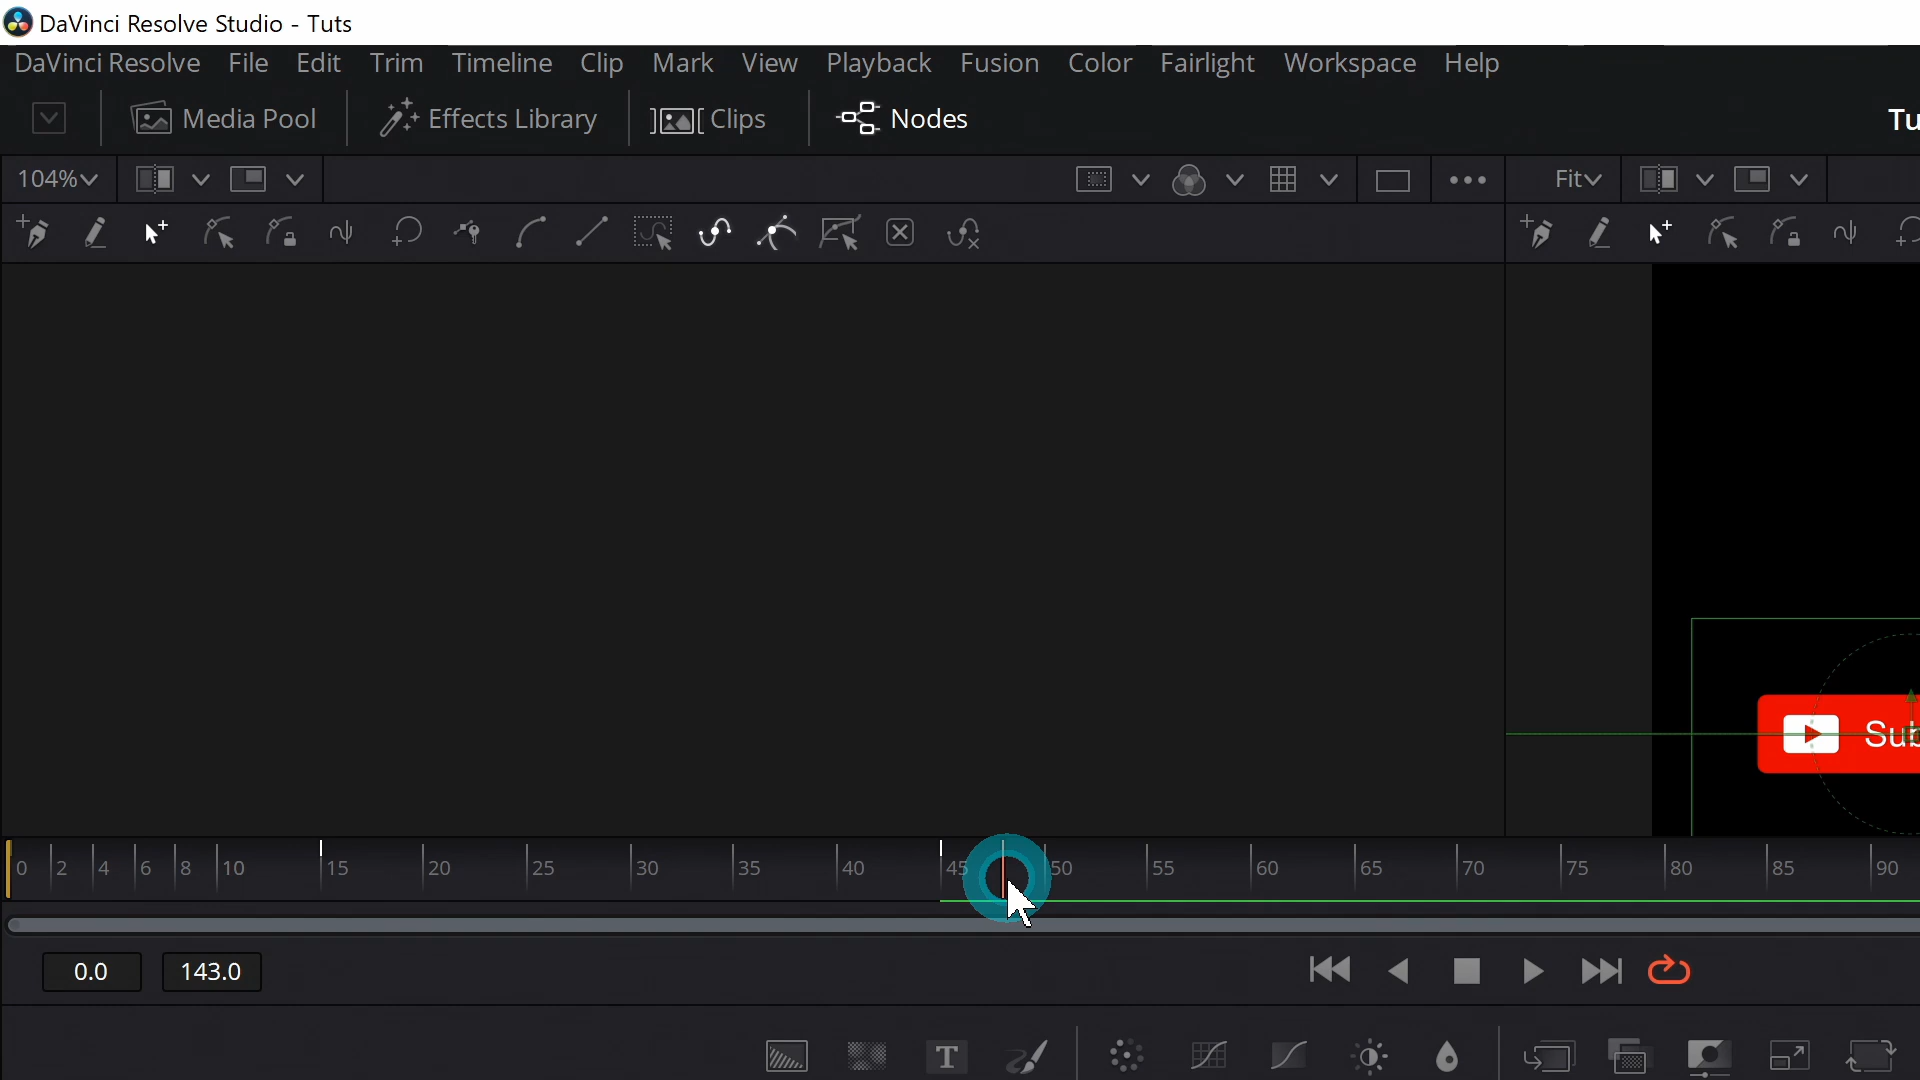 DaVinci Resolve Studio - Tuts
DaVinci Resolve File Edit Trim Timeline Clip Mark View Playback Fusion Color Fairlight Workspace Help
Media Pool Effects Library Clips Nodes Tu
104% Fit
Sub
0 2 4 6 8 10 15 20 25 30 35 40 45 50 55 60 65 70 75 80 85 90
0.0 143.0
T